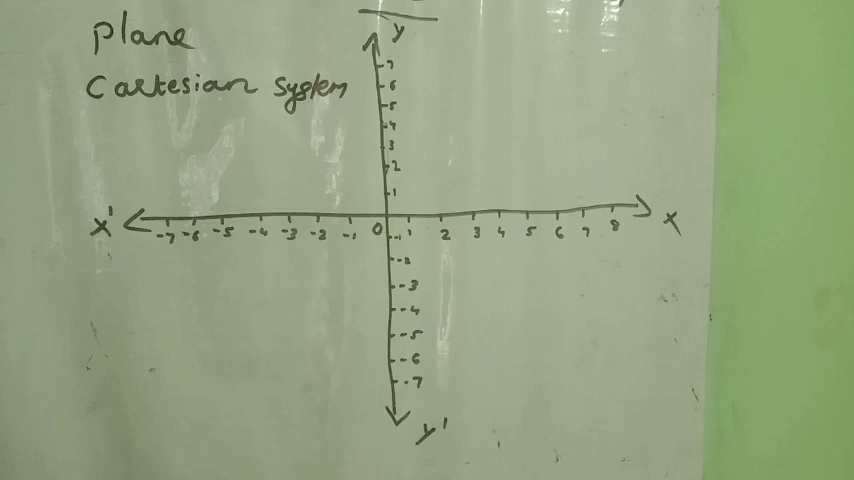 Plane
Cartesian System
y
7
6
5
4
3
2
1
X' -7 -6 -5 -4 -3 -2 -1 0 1 2 3 4 5 6 7 8 X
-1
-2
-3
-4
-5
-6
-7
y'